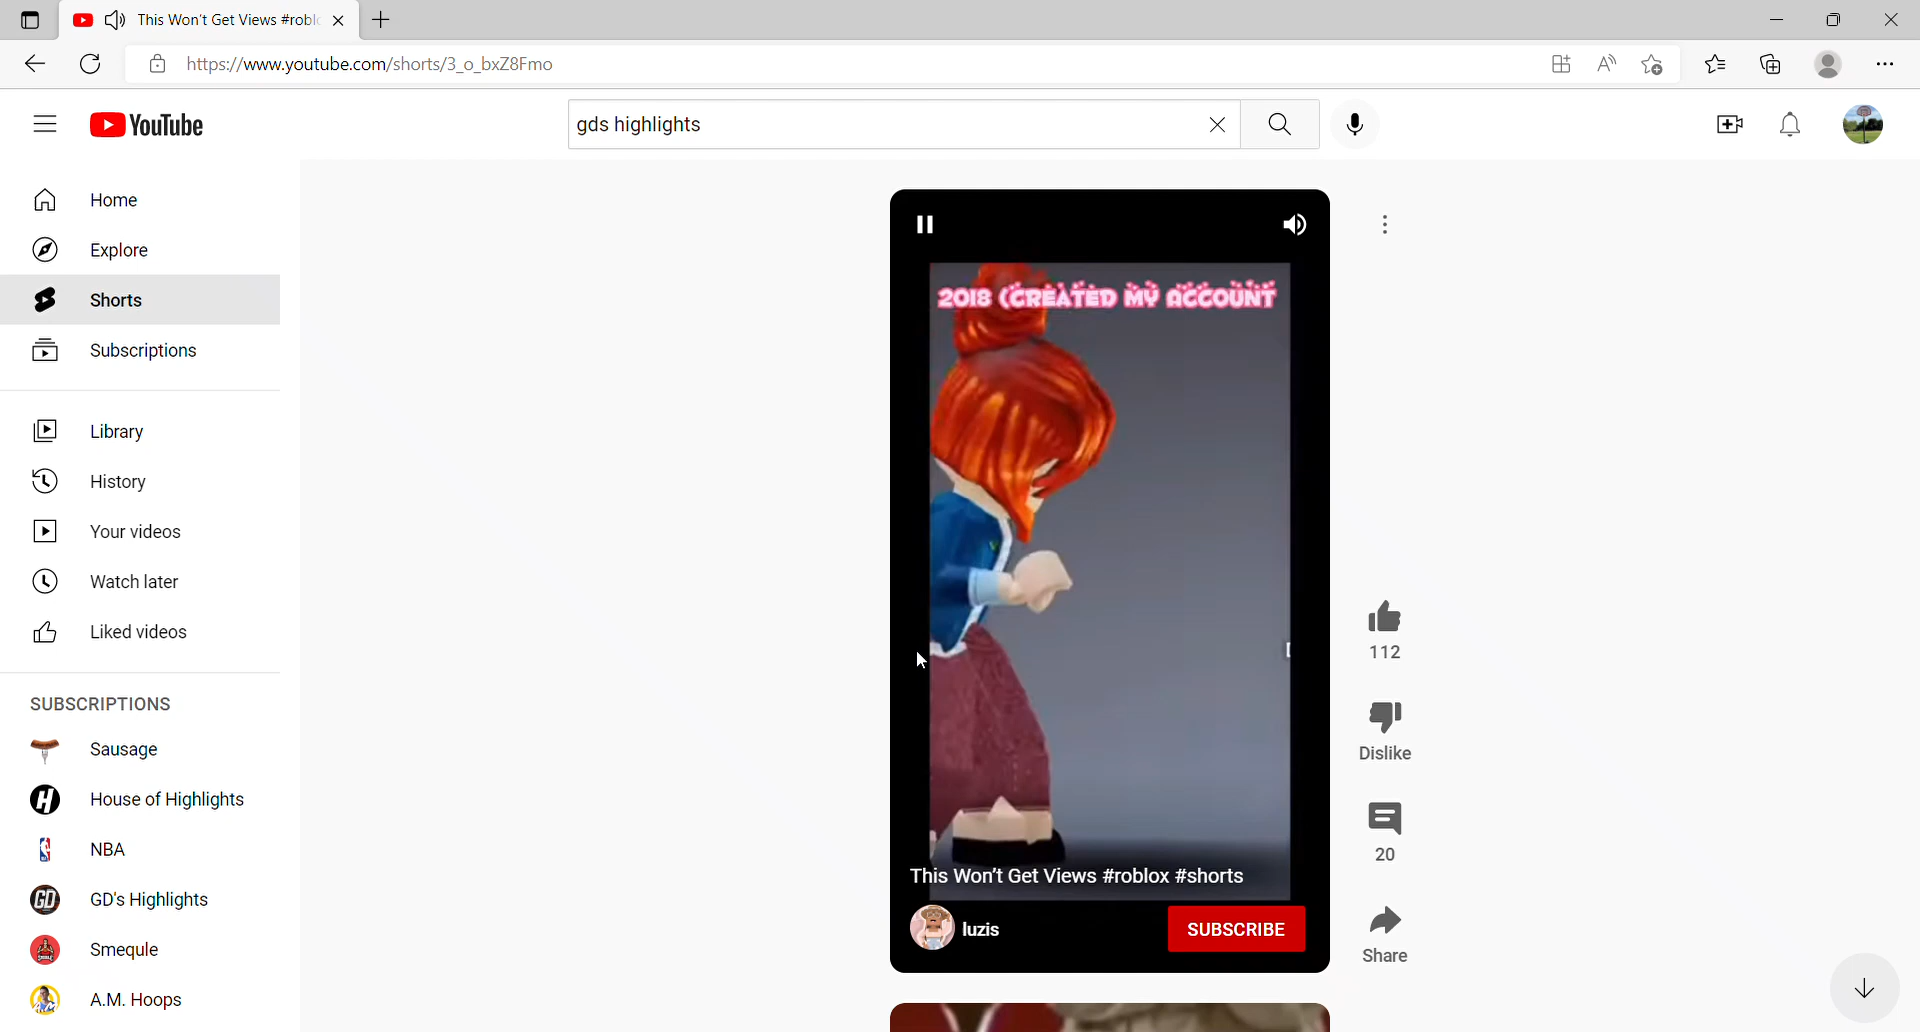 This Won't Get Views #robl
https://www.youtube.com/shorts/3_o_bxZ8Fmo
YouTube
gds highlights
Home
Explore
Shorts
Subscriptions
Library
History
Your videos
Watch later
Liked videos
SUBSCRIPTIONS
Sausage
House of Highlights
NBA
GD
GD's Highlights
Smequle
A.M. Hoops
2018 (CREATED MY ACCOUNT
This Won't Get Views #roblox #shorts
luzis
SUBSCRIBE
112
Dislike
20
Share